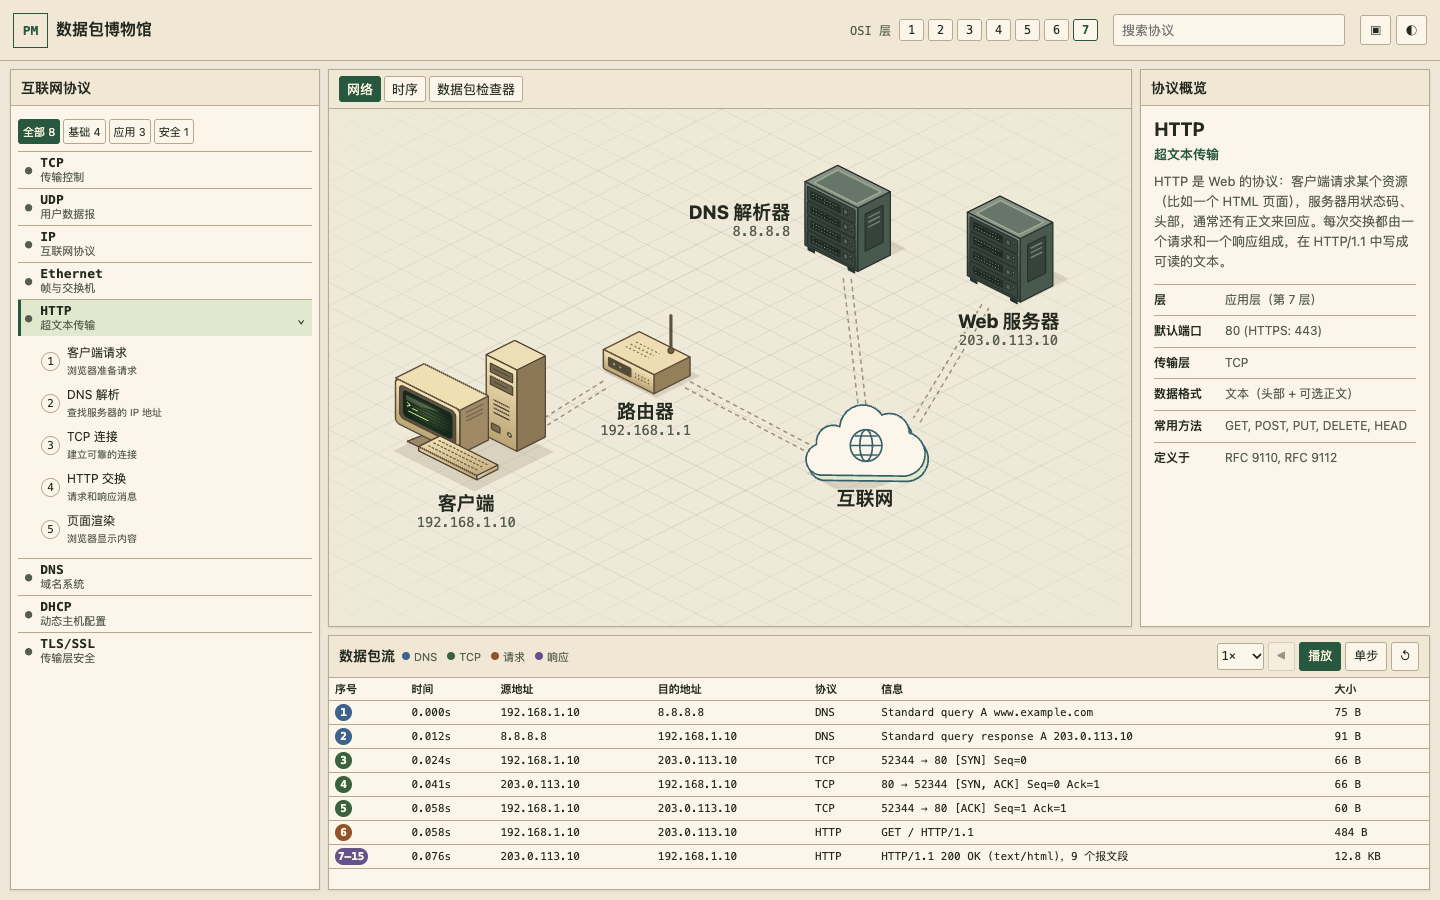 PM
数据包博物馆
OSI 层 1 2 3 4 5 6 7
搜索协议
互联网协议
全部 8 基础 4 应用 3 安全 1
TCP
传输控制
UDP
用户数据报
IP
互联网协议
Ethernet
帧与交换机
HTTP
超文本传输
1 客户端请求
浏览器准备请求
2 DNS 解析
查找服务器的 IP 地址
3 TCP 连接
建立可靠的连接
4 HTTP 交换
请求和响应消息
5 页面渲染
浏览器显示内容
DNS
域名系统
DHCP
动态主机配置
TLS/SSL
传输层安全
网络 时序 数据包检查器
DNS 解析器
8.8.8.8
Web 服务器
203.0.113.10
路由器
192.168.1.1
客户端
192.168.1.10
互联网
协议概览
HTTP
超文本传输
HTTP 是 Web 的协议：客户端请求某个资源
（比如一个 HTML 页面），服务器用状态码、
头部，通常还有正文来回应。每次交换都由一
个请求和一个响应组成，在 HTTP/1.1 中写成
可读的文本。
层 应用层（第 7 层）
默认端口 80 (HTTPS: 443)
传输层 TCP
数据格式 文本（头部 + 可选正文）
常用方法 GET, POST, PUT, DELETE, HEAD
定义于 RFC 9110, RFC 9112
数据包流 DNS TCP 请求 响应
1× 播放 单步
序号 时间 源地址 目的地址 协议 信息 大小
1 0.000s 192.168.1.10 8.8.8.8 DNS Standard query A www.example.com 75 B
2 0.012s 8.8.8.8 192.168.1.10 DNS Standard query response A 203.0.113.10 91 B
3 0.024s 192.168.1.10 203.0.113.10 TCP 52344 → 80 [SYN] Seq=0 66 B
4 0.041s 203.0.113.10 192.168.1.10 TCP 80 → 52344 [SYN, ACK] Seq=0 Ack=1 66 B
5 0.058s 192.168.1.10 203.0.113.10 TCP 52344 → 80 [ACK] Seq=1 Ack=1 60 B
6 0.058s 192.168.1.10 203.0.113.10 HTTP GET / HTTP/1.1 484 B
7–15 0.076s 203.0.113.10 192.168.1.10 HTTP HTTP/1.1 200 OK (text/html)，9 个报文段 12.8 KB